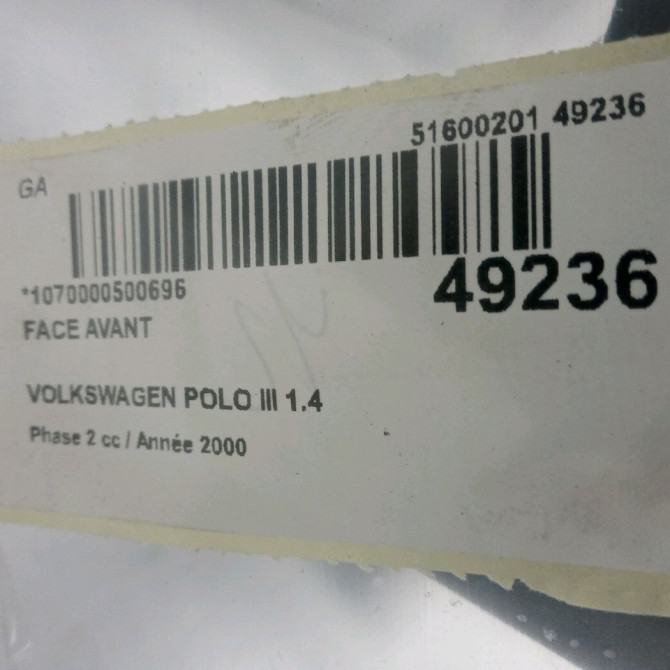 51600201 49236
GA
*1070000500696
49236
FACE AVANT
VOLKSWAGEN POLO III 1.4
Phase 2 cc / Année 2000